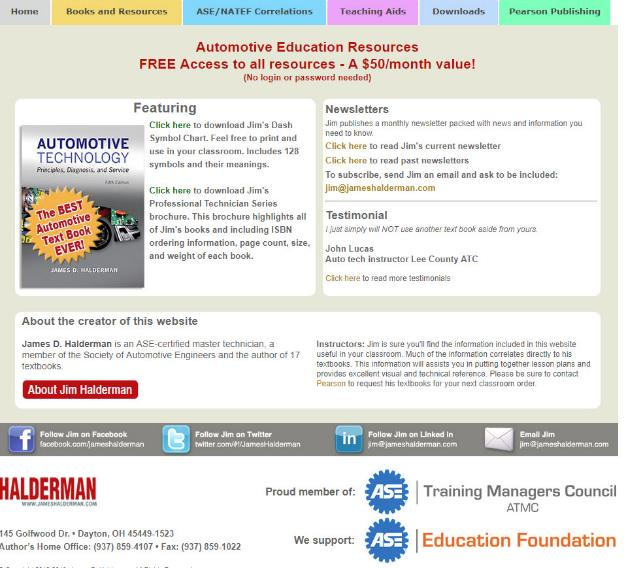 Home
Books and Resources
ASE/NATEF Correlations
Teaching Aids
Downloads
Pearson Publishing
Automotive Education Resources
FREE Access to all resources - A $50/month value!
(No login or password needed)
Featuring
AUTOMOTIVE
TECHNOLOGY
Principles, Diagnosis, and Service
Fifth Edition
The BEST
Automotive
Text Book
EVER!
JAMES D. HALDERMAN
Click here to download Jim's Dash
Symbol Chart. Feel free to print and
use in your classroom. Includes 128
symbols and their meanings.
Click here to download Jim's
Professional Technician Series
brochure. This brochure highlights all
of Jim's books and including ISBN
ordering information, page count, size,
and weight of each book.
Newsletters
Jim publishes a monthly newsletter packed with news and information you
need to know.
Click here to read Jim's current newsletter
Click here to read past newsletters
To subscribe, send Jim an email and ask to be included:
jim@jameshalderman.com
Testimonial
I just simply will NOT use another text book aside from yours.
John Lucas
Auto tech instructor Lee County ATC
Click here to read more testimonials
About the creator of this website
James D. Halderman is an ASE-certified master technician, a
member of the Society of Automotive Engineers and the author of 17
textbooks.
About Jim Halderman
Instructors: Jim is sure you'll find the information included in this website
useful in your classroom. Much of the information correlates directly to his
textbooks. This information will assists you in putting together lesson plans and
provides excellent visual and technical reference. Please be sure to contact
Pearson to request his textbooks for your next classroom order.
Follow Jim on Facebook
facebook.com/jameshalderman
Follow Jim on Twitter
twitter.com/#!/JamesHalderman
Follow Jim on Linked In
jim@jameshalderman.com
Email Jim
jim@jameshalderman.com
HALDERMAN
WWW.JAMESHALDERMAN.COM
145 Golfwood Dr. • Dayton, OH 45449-1523
Author's Home Office: (937) 859-4107 • Fax: (937) 859-1022
Proud member of:
ASE
Training Managers Council
ATMC
We support:
ASE
Education Foundation